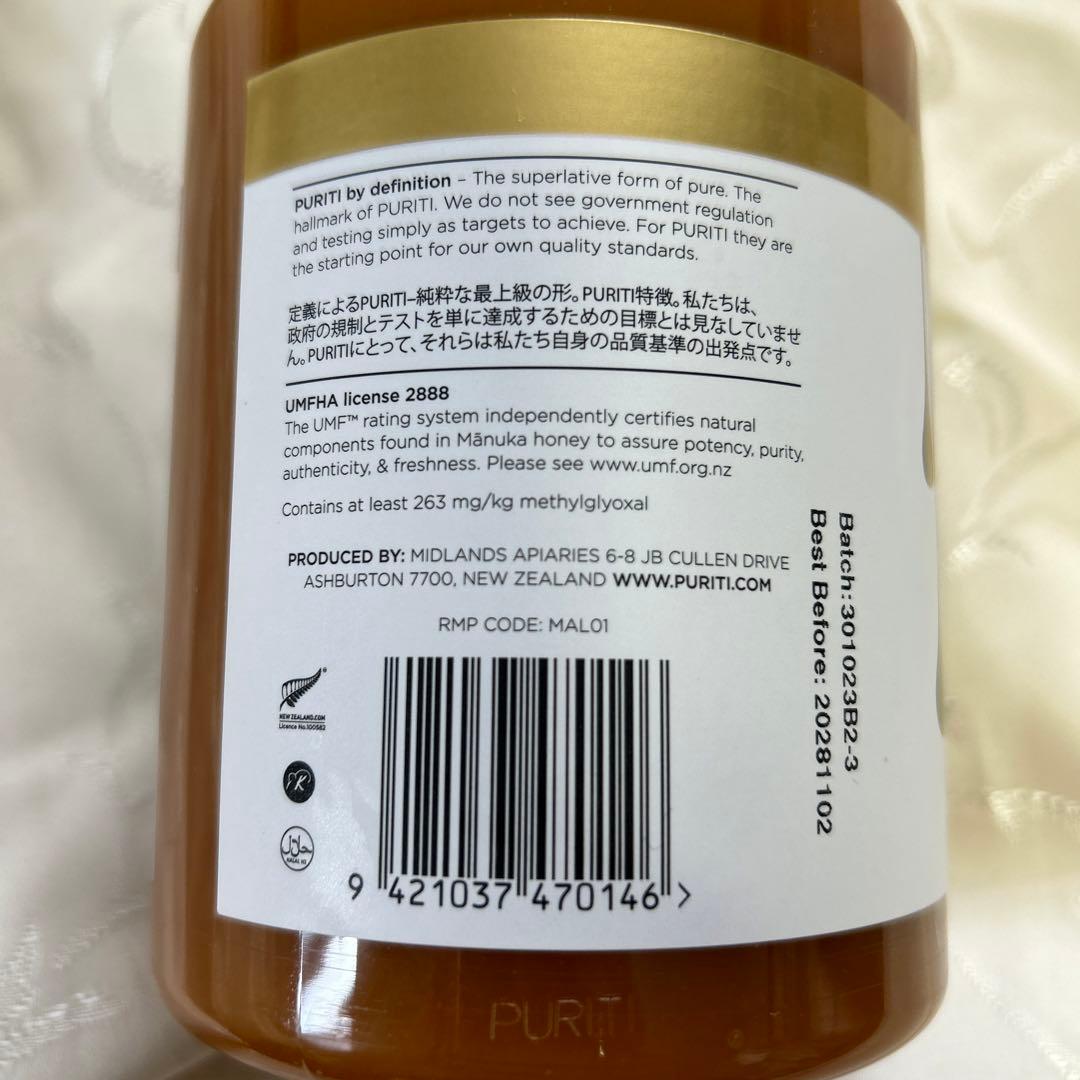 PURITI by definition – The superlative form of pure. The
hallmark of PURITI. We do not see government regulation
and testing simply as targets to achieve. For PURITI they are
the starting point for our own quality standards.
定義によるPURITI–純粋な最上級の形。PURITI特徴。私たちは、
政府の規制とテストを単に達成するための目標とは見なしていませ
ん。PURITIにとって、それらは私たち自身の品質基準の出発点です。
UMFHA license 2888
The UMF™ rating system independently certifies natural
components found in Mānuka honey to assure potency, purity,
authenticity, & freshness. Please see www.umf.org.nz
Contains at least 263 mg/kg methylglyoxal
PRODUCED BY: MIDLANDS APIARIES 6-8 JB CULLEN DRIVE
ASHBURTON 7700, NEW ZEALAND WWW.PURITI.COM
RMP CODE: MAL01
Batch:301023B2-3
Best Before: 20281102
NEWZEALAND.COM
Licence No.100582
K
حلال
HALAL NZ
9 421037 470146 >
PURITI